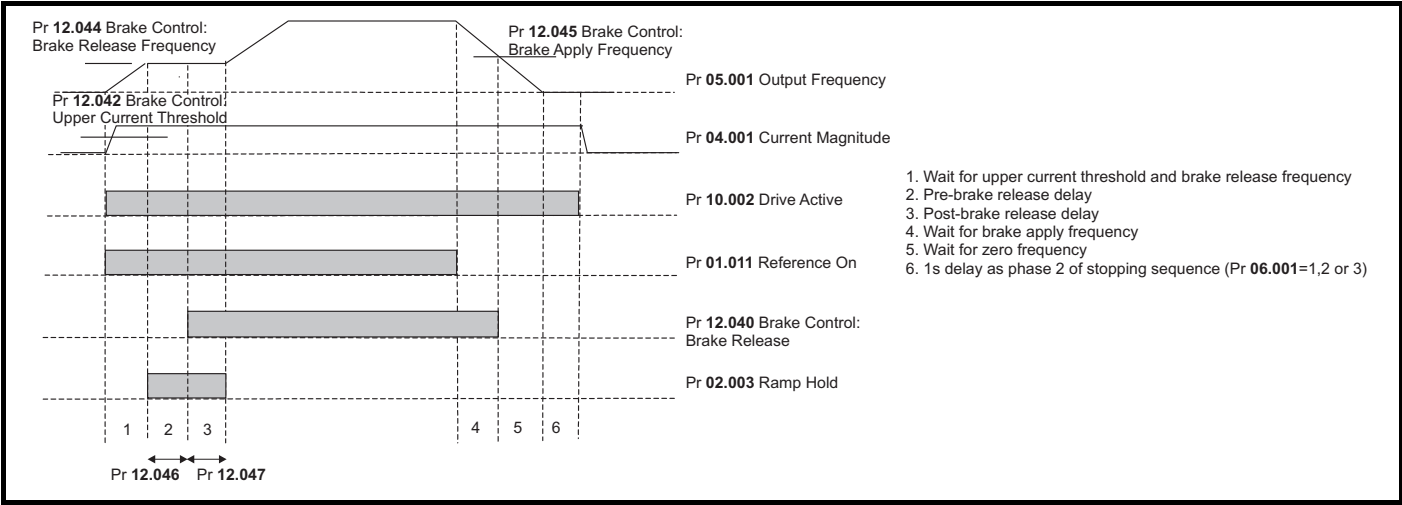 Pr 12.044 Brake Control:
Brake Release Frequency
Pr 12.045 Brake Control:
Brake Apply Frequency
Pr 05.001 Output Frequency
Pr 12.042 Brake Control:
Upper Current Threshold
Pr 04.001 Current Magnitude
Pr 10.002 Drive Active
Pr 01.011 Reference On
Pr 12.040 Brake Control:
Brake Release
Pr 02.003 Ramp Hold
1. Wait for upper current threshold and brake release frequency
2. Pre-brake release delay
3. Post-brake release delay
4. Wait for brake apply frequency
5. Wait for zero frequency
6. 1s delay as phase 2 of stopping sequence (Pr 06.001=1,2 or 3)
1 2 3 4 5 6
Pr 12.046 Pr 12.047